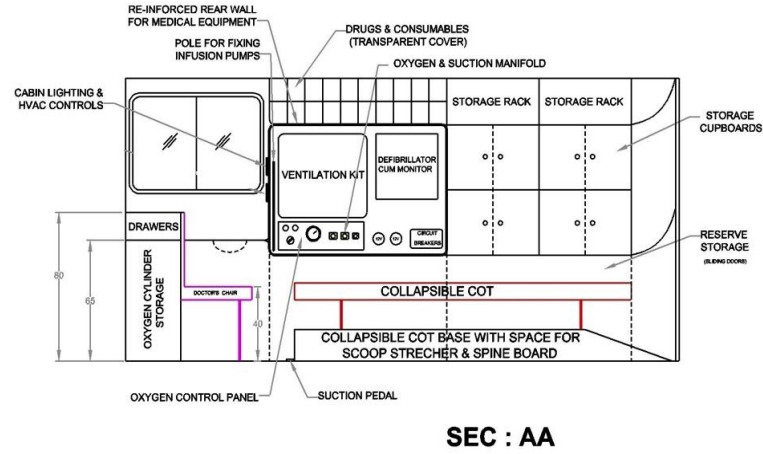 RE-INFORCED REAR WALL
FOR MEDICAL EQUIPMENT
DRUGS & CONSUMABLES
(TRANSPARENT COVER)
POLE FOR FIXING
INFUSION PUMPS
OXYGEN & SUCTION MANIFOLD
CABIN LIGHTING &
HVAC CONTROLS
STORAGE RACK
STORAGE RACK
STORAGE
CUPBOARDS
VENTILATION KIT
DEFIBRILLATOR
CUM MONITOR
DRAWERS
12V
12V
CIRCUIT
BREAKERS
RESERVE
STORAGE
(SLIDING DOORS)
80
65
40
OXYGEN CYLINDER
STORAGE
DOCTOR'S CHAIR
COLLAPSIBLE COT
COLLAPSIBLE COT BASE WITH SPACE FOR
SCOOP STRECHER & SPINE BOARD
OXYGEN CONTROL PANEL
SUCTION PEDAL
SEC : AA